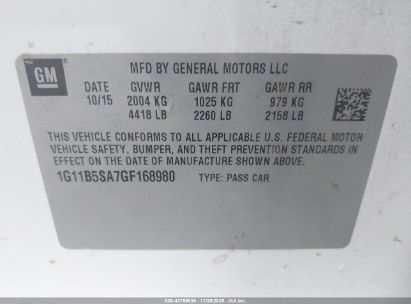 GM
MFD BY GENERAL MOTORS LLC
DATE GVWR GAWR FRT GAWR RR
10/15 2004 KG 1025 KG 979 KG
4418 LB 2260 LB 2158 LB
THIS VEHICLE CONFORMS TO ALL APPLICABLE U.S. FEDERAL MOTOR
VEHICLE SAFETY, BUMPER, AND THEFT PREVENTION STANDARDS IN
EFFECT ON THE DATE OF MANUFACTURE SHOWN ABOVE.
1G11B5SA7GF168980 TYPE: PASS CAR